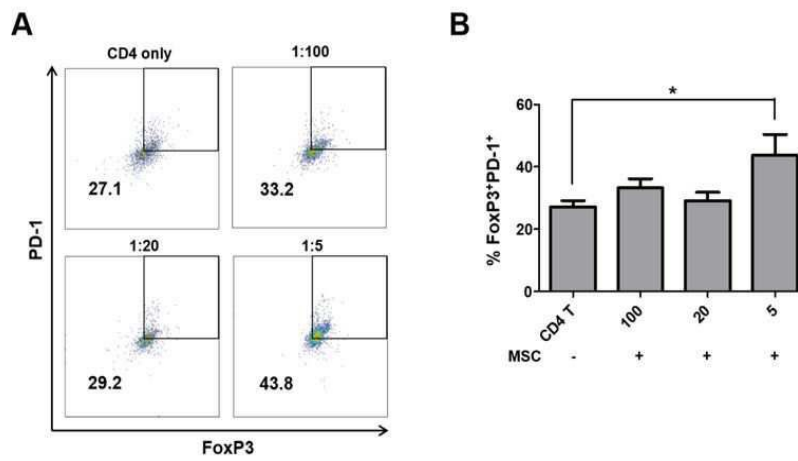 A
CD4 only
1:100
27.1
33.2
1:20
1:5
29.2
43.8
PD-1
FoxP3
B
*
% FoxP3⁺PD-1⁺
60
40
20
0
CD4 T
100
20
5
MSC - + + +